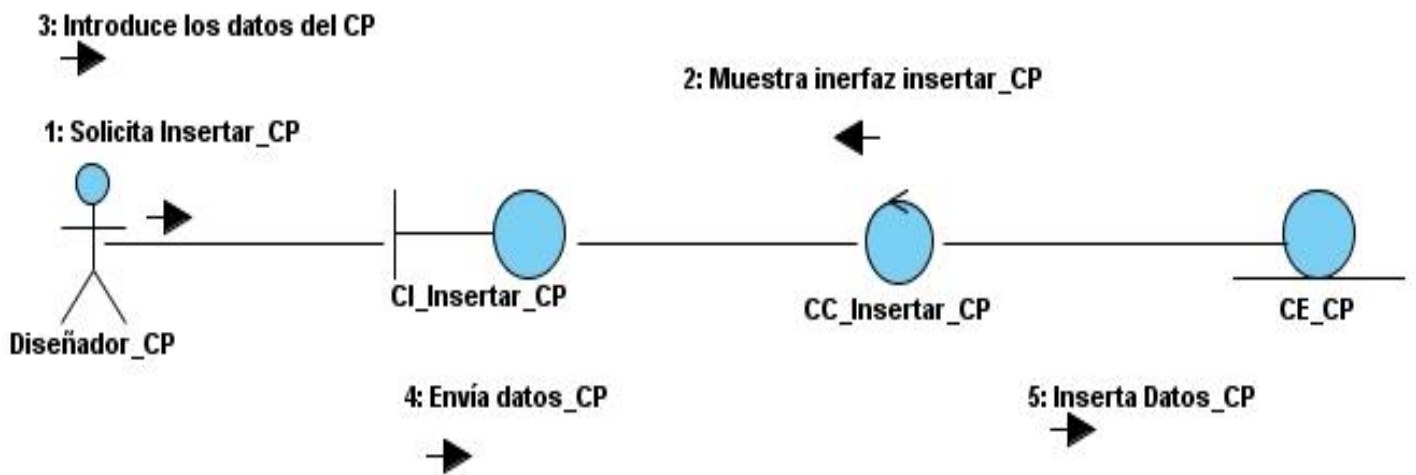 3: Introduce los datos del CP
2: Muestra inerfaz insertar_CP
1: Solicita Insertar_CP
CI_Insertar_CP
CC_Insertar_CP
CE_CP
Diseñador_CP
4: Envía datos_CP
5: Inserta Datos_CP